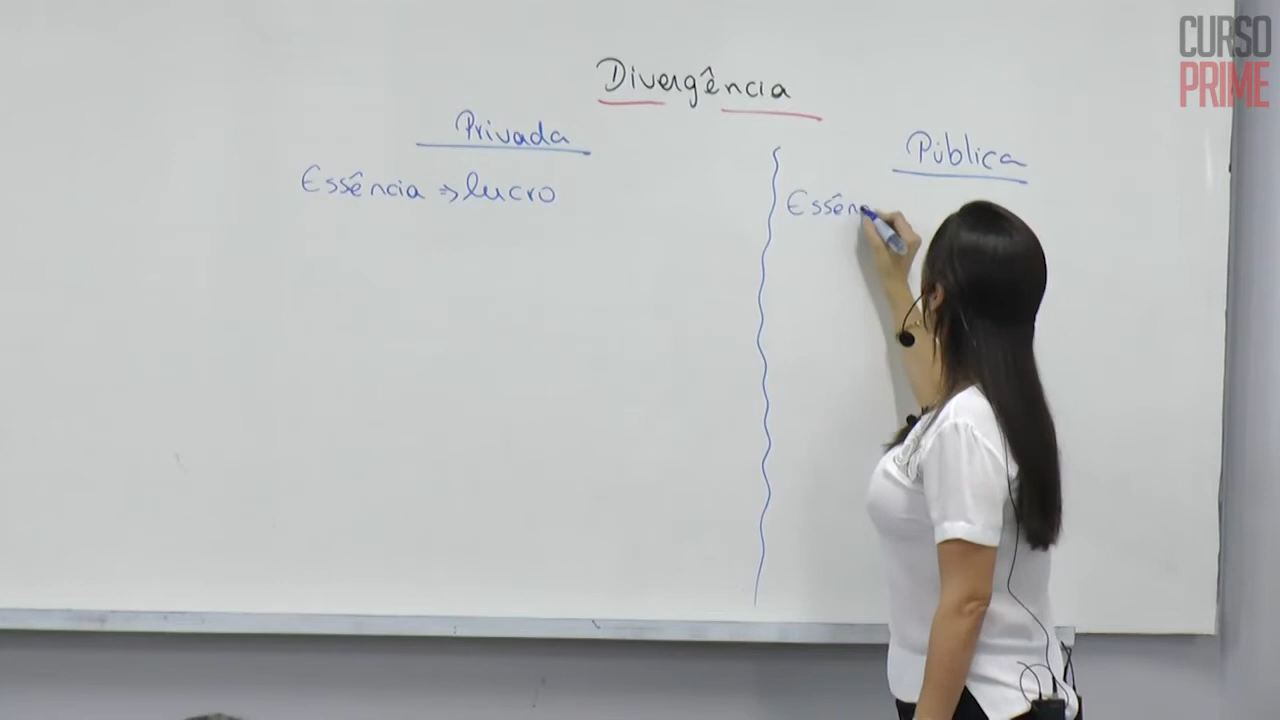 CURSO
PRIME
Divergência
Privada
Pública
Essência => lucro
Essên